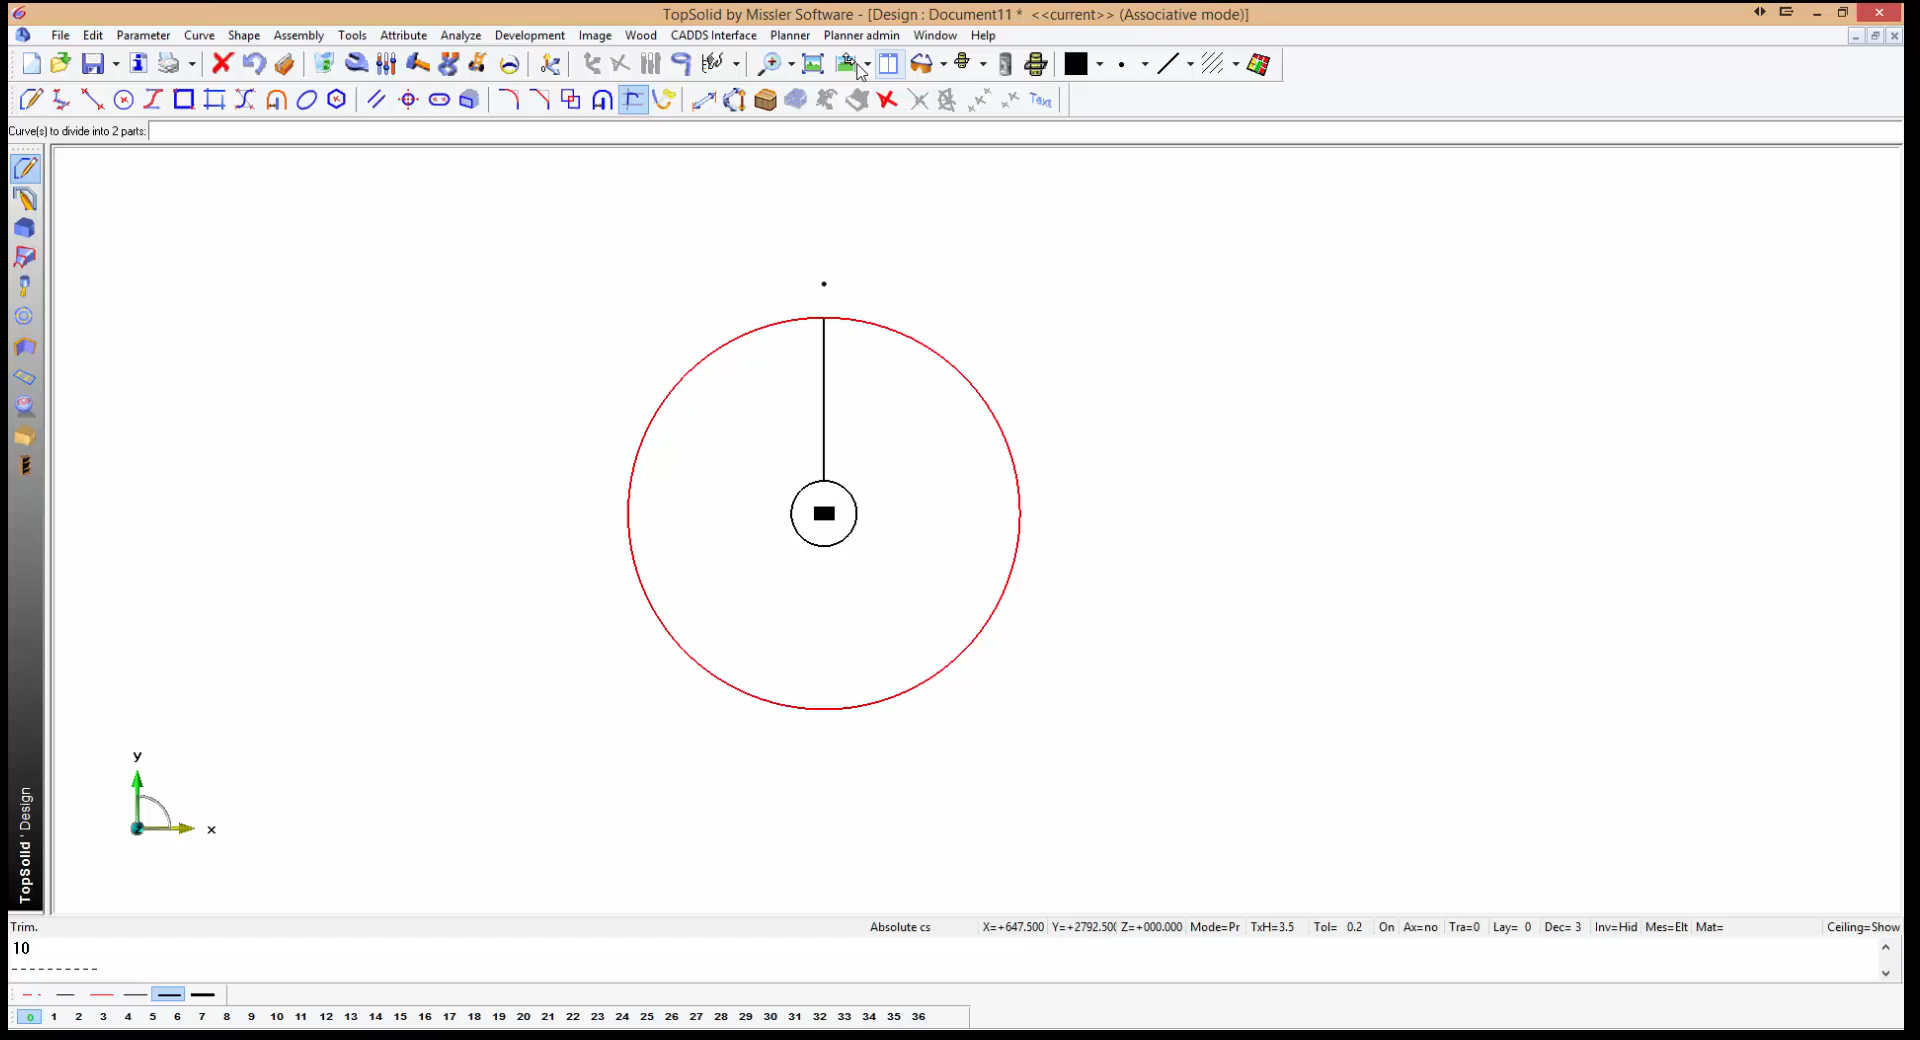 TopSolid by Missler Software - [Design : Document11 *  <<current>> (Associative mode)]
File Edit Parameter Curve Shape Assembly Tools Attribute Analyze Development Image Wood CADDS Interface Planner Planner admin Window Help
Text
Curve(s) to divide into 2 parts:
y
x
TopSolid ' Design
Trim.
Absolute cs X=+647.500 Y=+2792.500 Z=+000.000 Mode=Pr TxH=3.5 Tol= 0.2 On Ax=no Tra=0 Lay= 0 Dec= 3 Inv=Hid Mes=Elt Mat= Ceiling=Show
10
----------
0 1 2 3 4 5 6 7 8 9 10 11 12 13 14 15 16 17 18 19 20 21 22 23 24 25 26 27 28 29 30 31 32 33 34 35 36